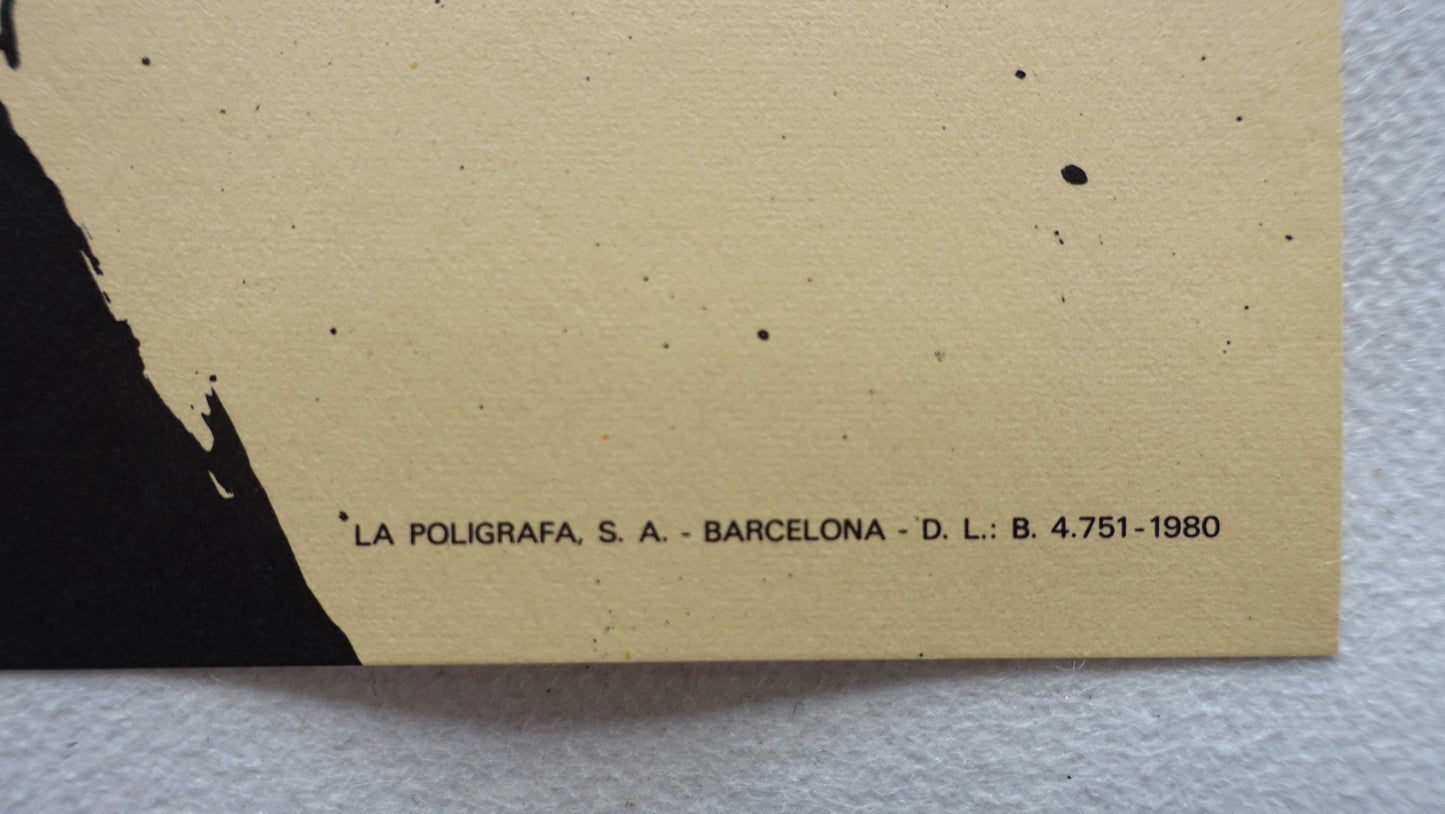 LA POLIGRAFA, S. A. - BARCELONA - D. L.: B. 4.751-1980